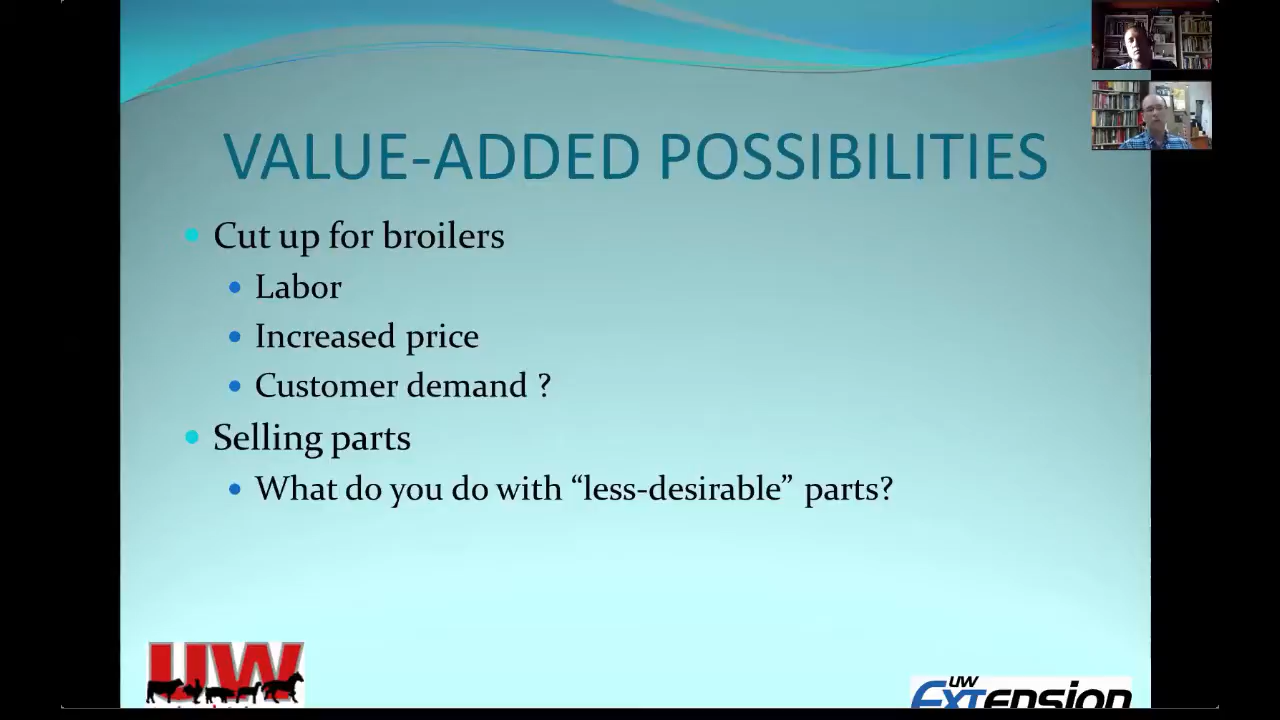 VALUE-ADDED POSSIBILITIES
Cut up for broilers
Labor
Increased price
Customer demand ?
Selling parts
What do you do with “less-desirable” parts?
UW
UW
Extension